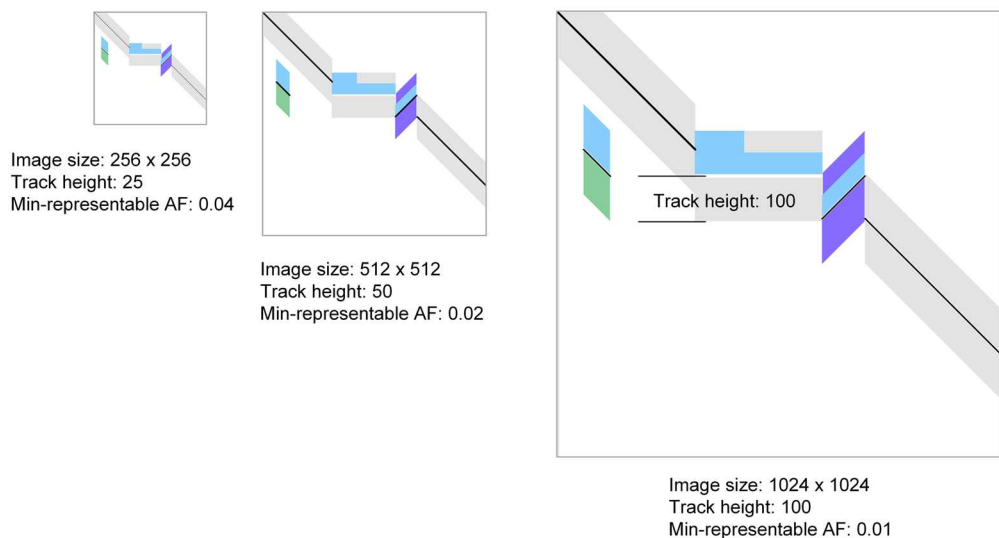 Image size: 256 x 256
Track height: 25
Min-representable AF: 0.04
Image size: 512 x 512
Track height: 50
Min-representable AF: 0.02
Track height: 100
Image size: 1024 x 1024
Track height: 100
Min-representable AF: 0.01